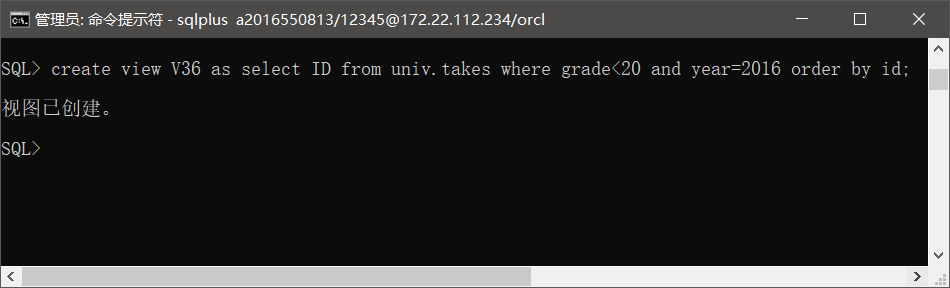 管理员: 命令提示符 - sqlplus  a2016550813/12345@172.22.112.234/orcl
SQL> create view V36 as select ID from univ.takes where grade<20 and year=2016 order by id;
视图已创建。
SQL>